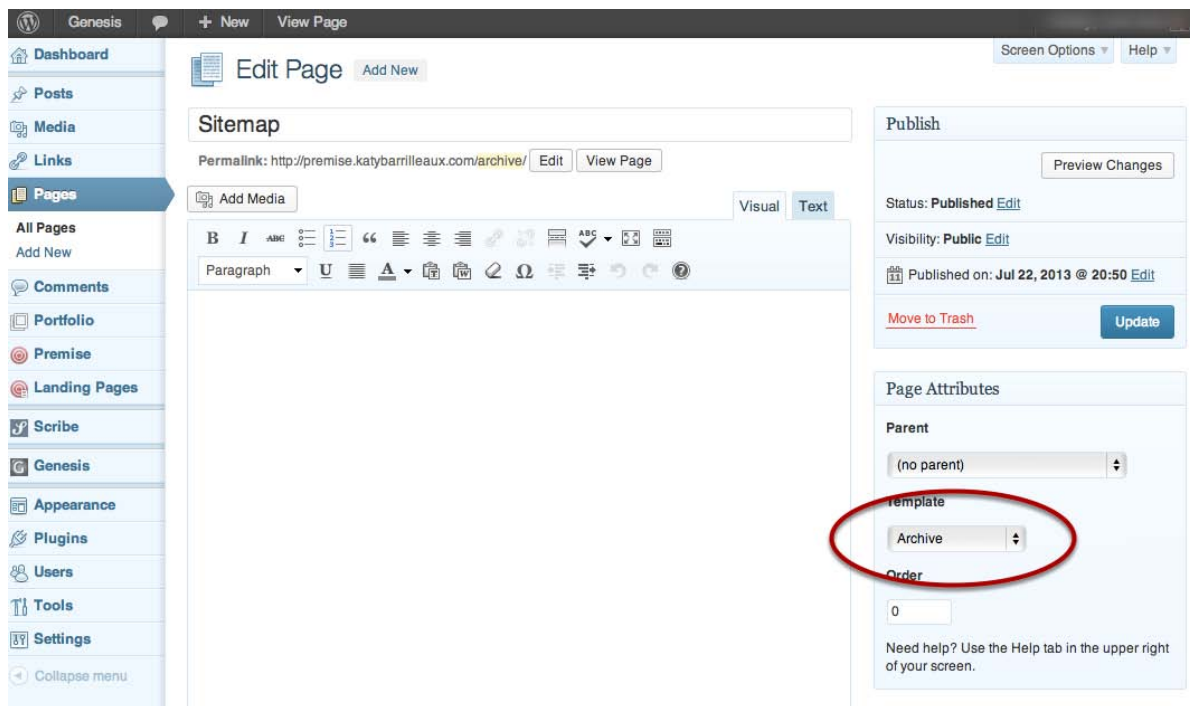 Genesis
+ New
View Page
Dashboard
Posts
Media
Links
Pages
All Pages
Add New
Comments
Portfolio
Premise
Landing Pages
Scribe
Genesis
Appearance
Plugins
Users
Tools
Settings
Collapse menu
Screen Options
Help
Edit Page Add New
Sitemap
Permalink: http://premise.katybarrilleaux.com/archive/ Edit View Page
Add Media
Visual Text
B I ABC ABC
Paragraph U A Ω
Publish
Preview Changes
Status: Published Edit
Visibility: Public Edit
Published on: Jul 22, 2013 @ 20:50 Edit
Move to Trash
Update
Page Attributes
Parent
(no parent)
Template
Archive
Order
0
Need help? Use the Help tab in the upper right
of your screen.